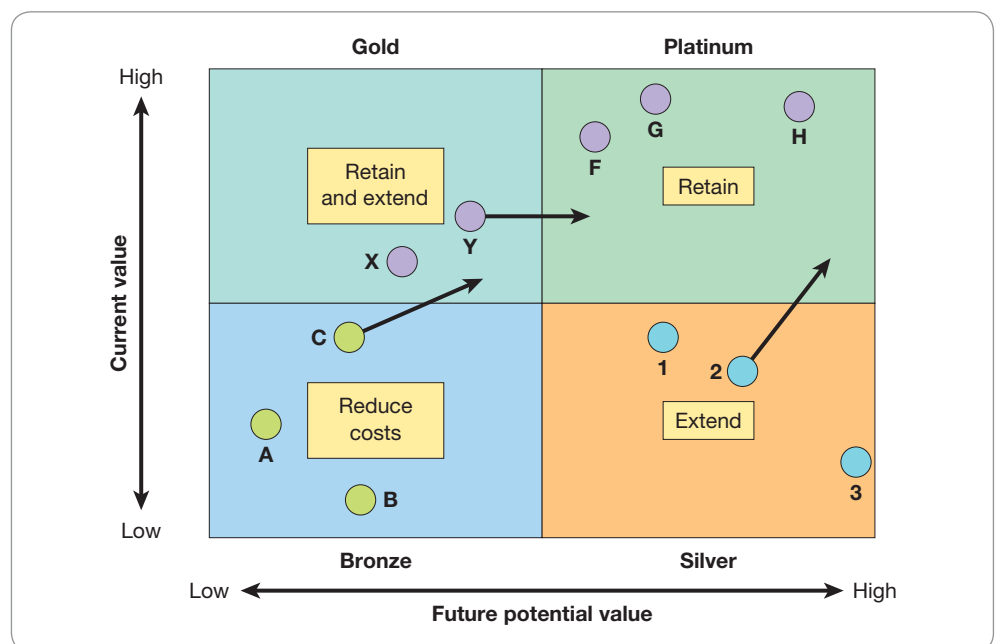 Gold
Platinum
High
G
H
F
Retain
and extend
Retain
Y
X
Current value
C
1
2
Reduce
costs
Extend
A
3
B
Low
Bronze
Silver
Low
High
Future potential value